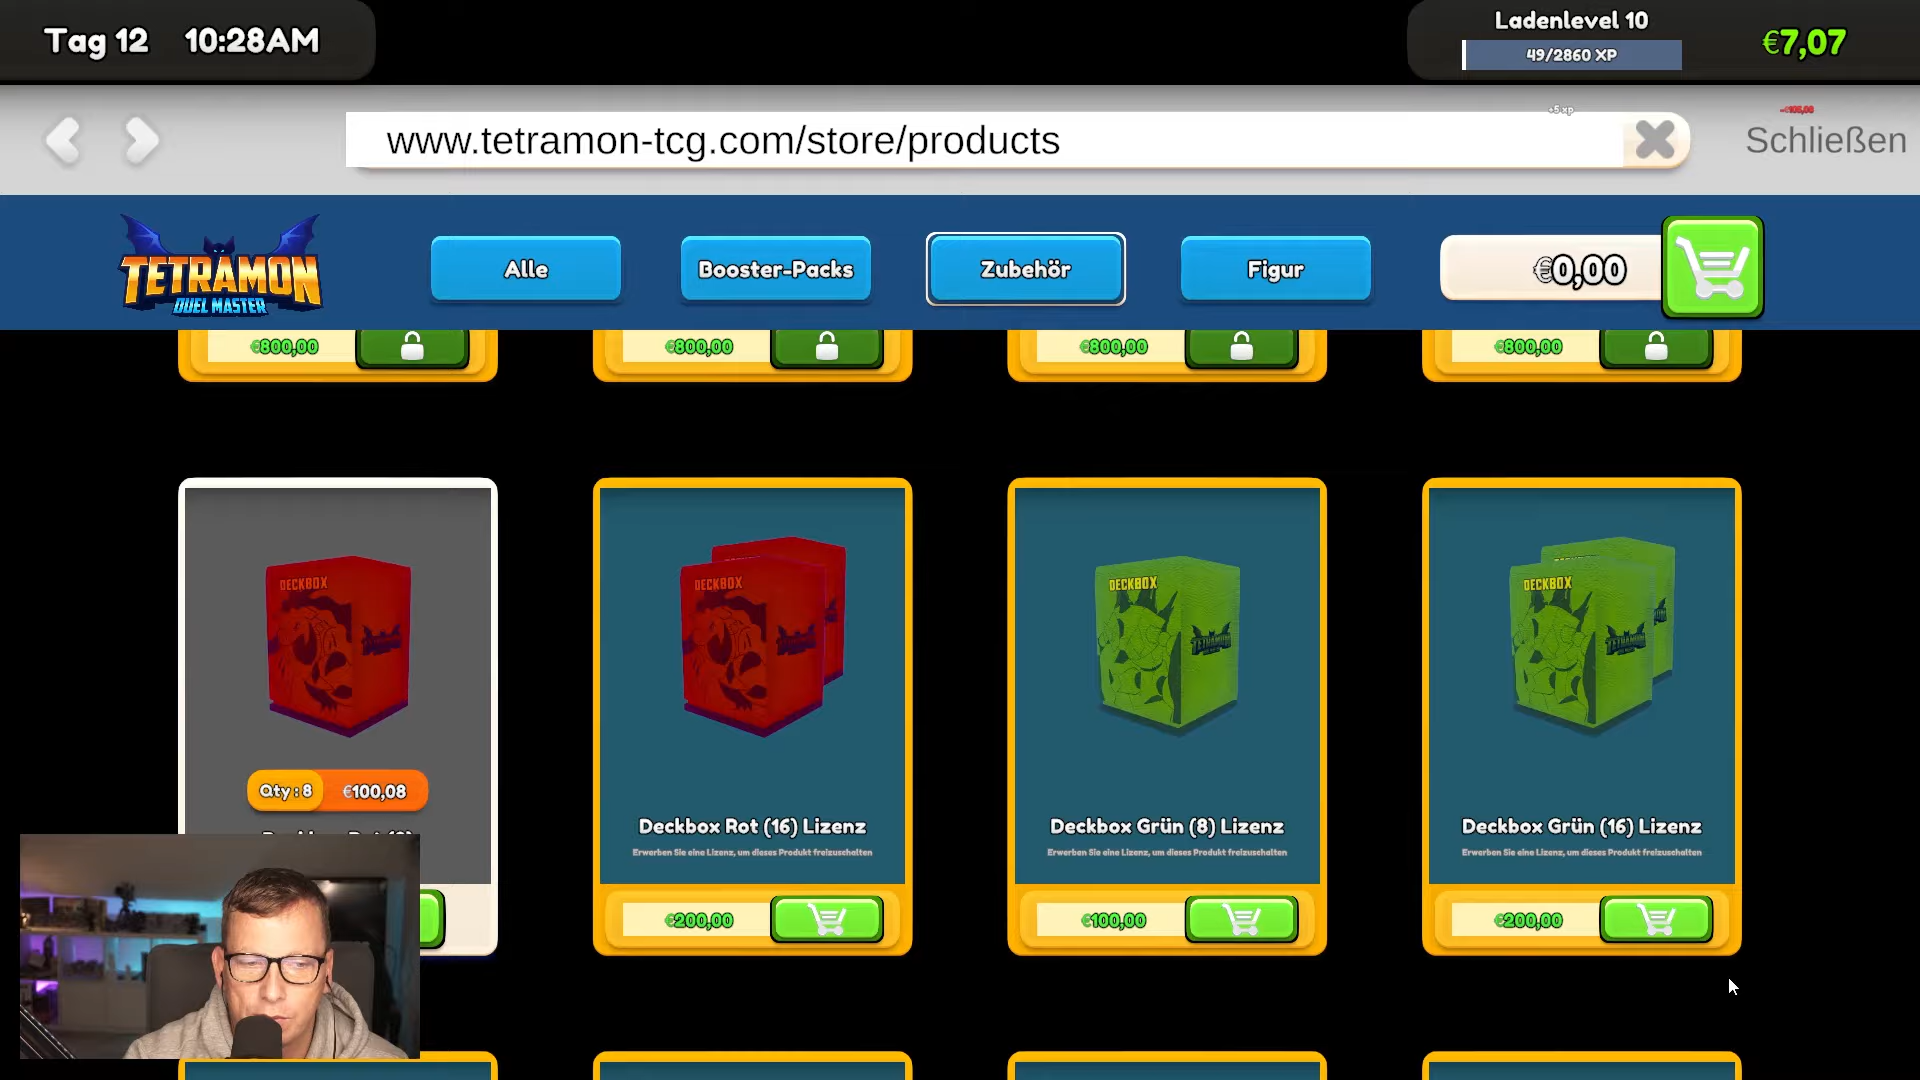 Tag 12 10:28AM
Ladenlevel 10
49/2860 XP
€7,07
+5 xp
www.tetramon-tcg.com/store/products
Schließen
TETRAMON
DUEL MASTER
Alle
Booster-Packs
Zubehör
Figur
€0,00
€800,00
€800,00
€800,00
€800,00
DECKBOX
DECKBOX
DECKBOX
TETRAMON
DECKBOX
TETRAMON
Qty : 8 €100,08
Deckbox Rot (16) Lizenz
Erwerben Sie eine Lizenz, um dieses Produkt freizuschalten
Deckbox Grün (8) Lizenz
Erwerben Sie eine Lizenz, um dieses Produkt freizuschalten
Deckbox Grün (16) Lizenz
Erwerben Sie eine Lizenz, um dieses Produkt freizuschalten
€200,00
€100,00
€200,00